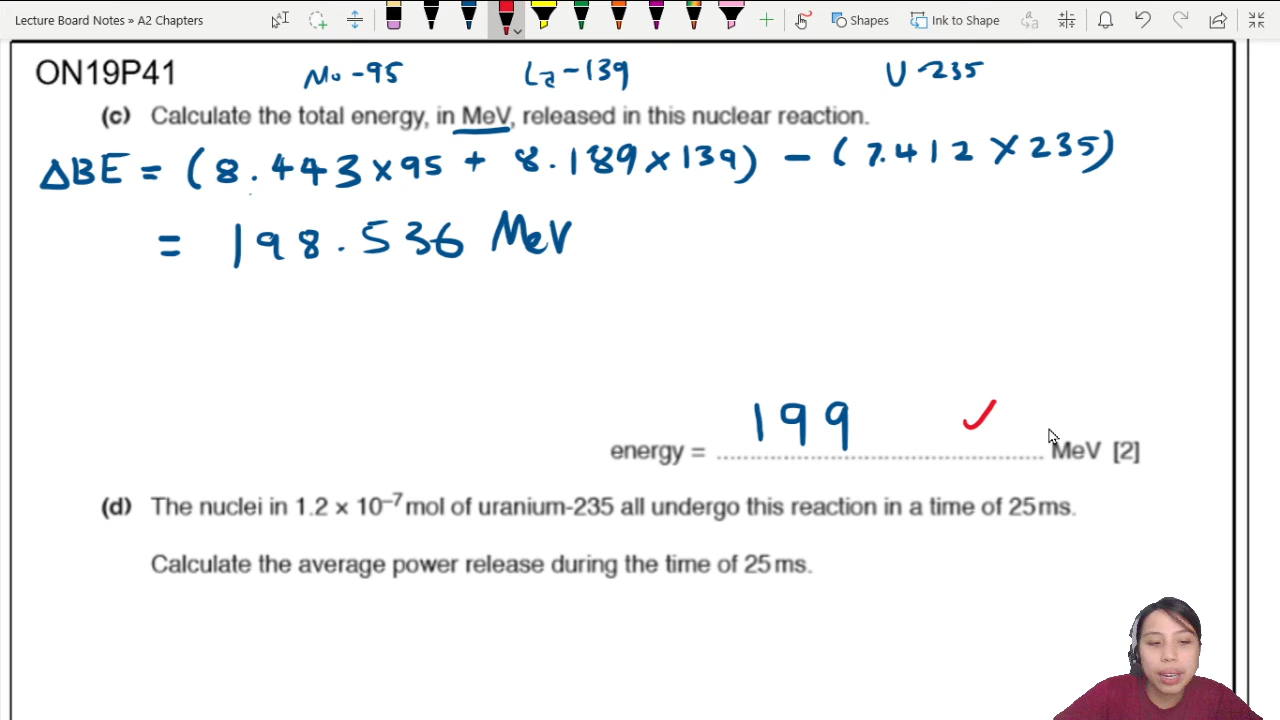 Lecture Board Notes » A2 Chapters
Shapes
Ink to Shape
ON19P41
Mo-95 La-139 U-235
(c) Calculate the total energy, in MeV, released in this nuclear reaction.
ΔBE = (8.443×95 + 8.189×139) - (7.412×235)
= 198.536 MeV
energy = 199 ✓ MeV [2]
(d) The nuclei in 1.2 × 10⁻⁷ mol of uranium-235 all undergo this reaction in a time of 25 ms.
Calculate the average power release during the time of 25 ms.